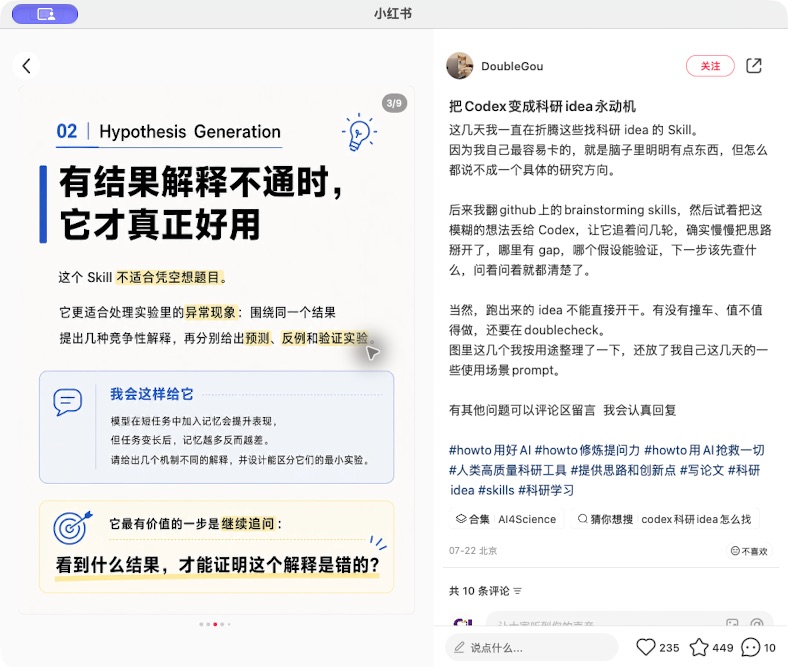 小红书
3/9
02 | Hypothesis Generation
有结果解释不通时，
它才真正好用
这个 Skill 不适合凭空想题目。
它更适合处理实验里的异常现象：围绕同一个结果
提出几种竞争性解释，再分别给出预测、反例和验证实验。
我会这样给它
模型在短任务中加入记忆会提升表现，
但任务变长后，记忆越多反而越差。
请给出几个机制不同的解释，并设计能区分它们的最小实验。
它最有价值的一步是继续追问：
看到什么结果，才能证明这个解释是错的？
DoubleGou
关注
把Codex变成科研idea永动机
这几天我一直在折腾这些找科研 idea 的 Skill。
因为我自己最容易卡的，就是脑子里明明有点东西，但怎么
都说不成一个具体的研究方向。
后来我翻github上的brainstorming skills，然后试着把这
模糊的想法丢给 Codex，让它追着问几轮，确实慢慢把思路
掰开了，哪里有 gap，哪个假设能验证，下一步该先查什
么，问着问着就都清楚了。
当然，跑出来的 idea 不能直接开干。有没有撞车、值不值
得做，还要在doublecheck。
图里这几个我按用途整理了一下，还放了我自己这几天的一
些使用场景prompt。
有其他问题可以评论区留言 我会认真回复
#howto用好AI #howto修炼提问力 #howto用AI抢救一切
#人类高质量科研工具 #提供思路和创新点 #写论文 #科研
idea #skills #科研学习
合集 AI4Science 猜你想搜 codex科研idea怎么找
07-22 北京 不喜欢
共 10 条评论
说点什么... 235 449 10